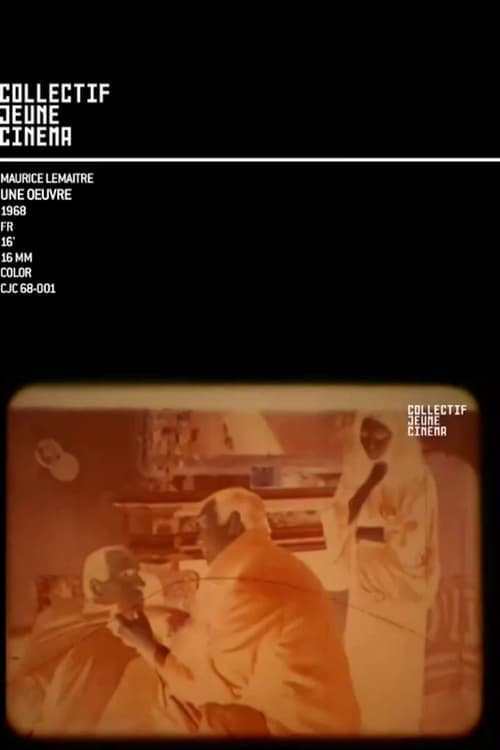 COLLECTIF
JEUNE
CINEMA
MAURICE LEMAITRE
UNE OEUVRE
1968
FR
16'
16 MM
COLOR
CJC 68-001
COLLECTIF
JEUNE
CINEMA